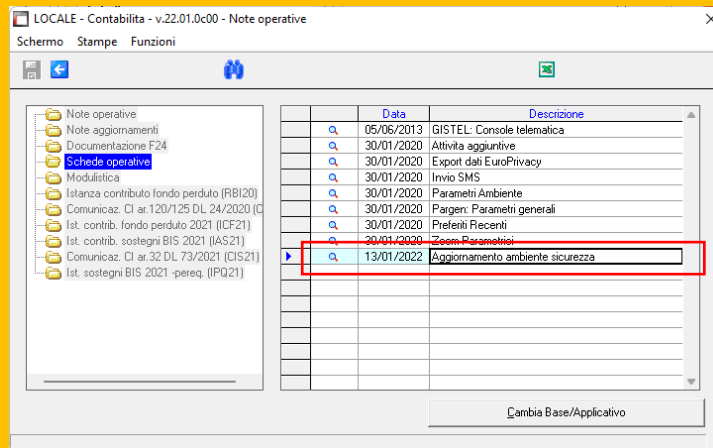 LOCALE - Contabilita - v.22.01.0c00 - Note operative
Schermo Stampe Funzioni
Note operative
Note aggiornamenti
Documentazione F24
Schede operative
Modulistica
Istanza contributo fondo perduto (RBI20)
Comunicaz. CI ar.120/125 DL 24/2020 (C
Ist. contrib. fondo perduto 2021 (ICF21)
Ist. contrib. sostegni BIS 2021 (IAS21)
Comunicaz. CI ar.32 DL 73/2021 (CIS21)
Ist. sostegni BIS 2021 -pereq. (IPQ21)
Data Descrizione
05/06/2013 GISTEL: Console telematica
30/01/2020 Attivita aggiuntive
30/01/2020 Export dati EuroPrivacy
30/01/2020 Invio SMS
30/01/2020 Parametri Ambiente
30/01/2020 Pargen: Parametri generali
30/01/2020 Preferiti Recenti
30/01/2020 Zoom Parametrici
13/01/2022 Aggiornamento ambiente sicurezza
Cambia Base/Applicativo